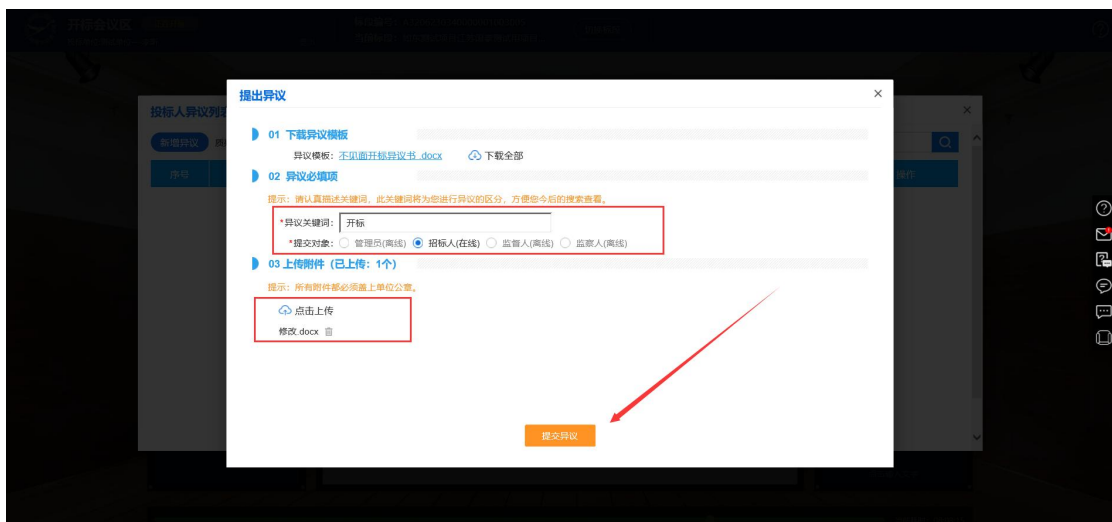 开标会议区
提出异议
投标人异议列表
新增异议
01 下载异议模板
异议模板: 不见面开标异议书 .docx 下载全部
序号
操作
02 异议必填项
提示: 请认真描述关键词, 此关键词将为您进行异议的区分, 方便您今后的搜索查看。
*异议关键词: 开标
*提交对象: 管理员(离线) 招标人(在线) 监督人(离线) 监察人(离线)
03 上传附件 (已上传: 1个)
提示: 所有附件都必须盖上单位公章。
点击上传
修改.docx
提交异议